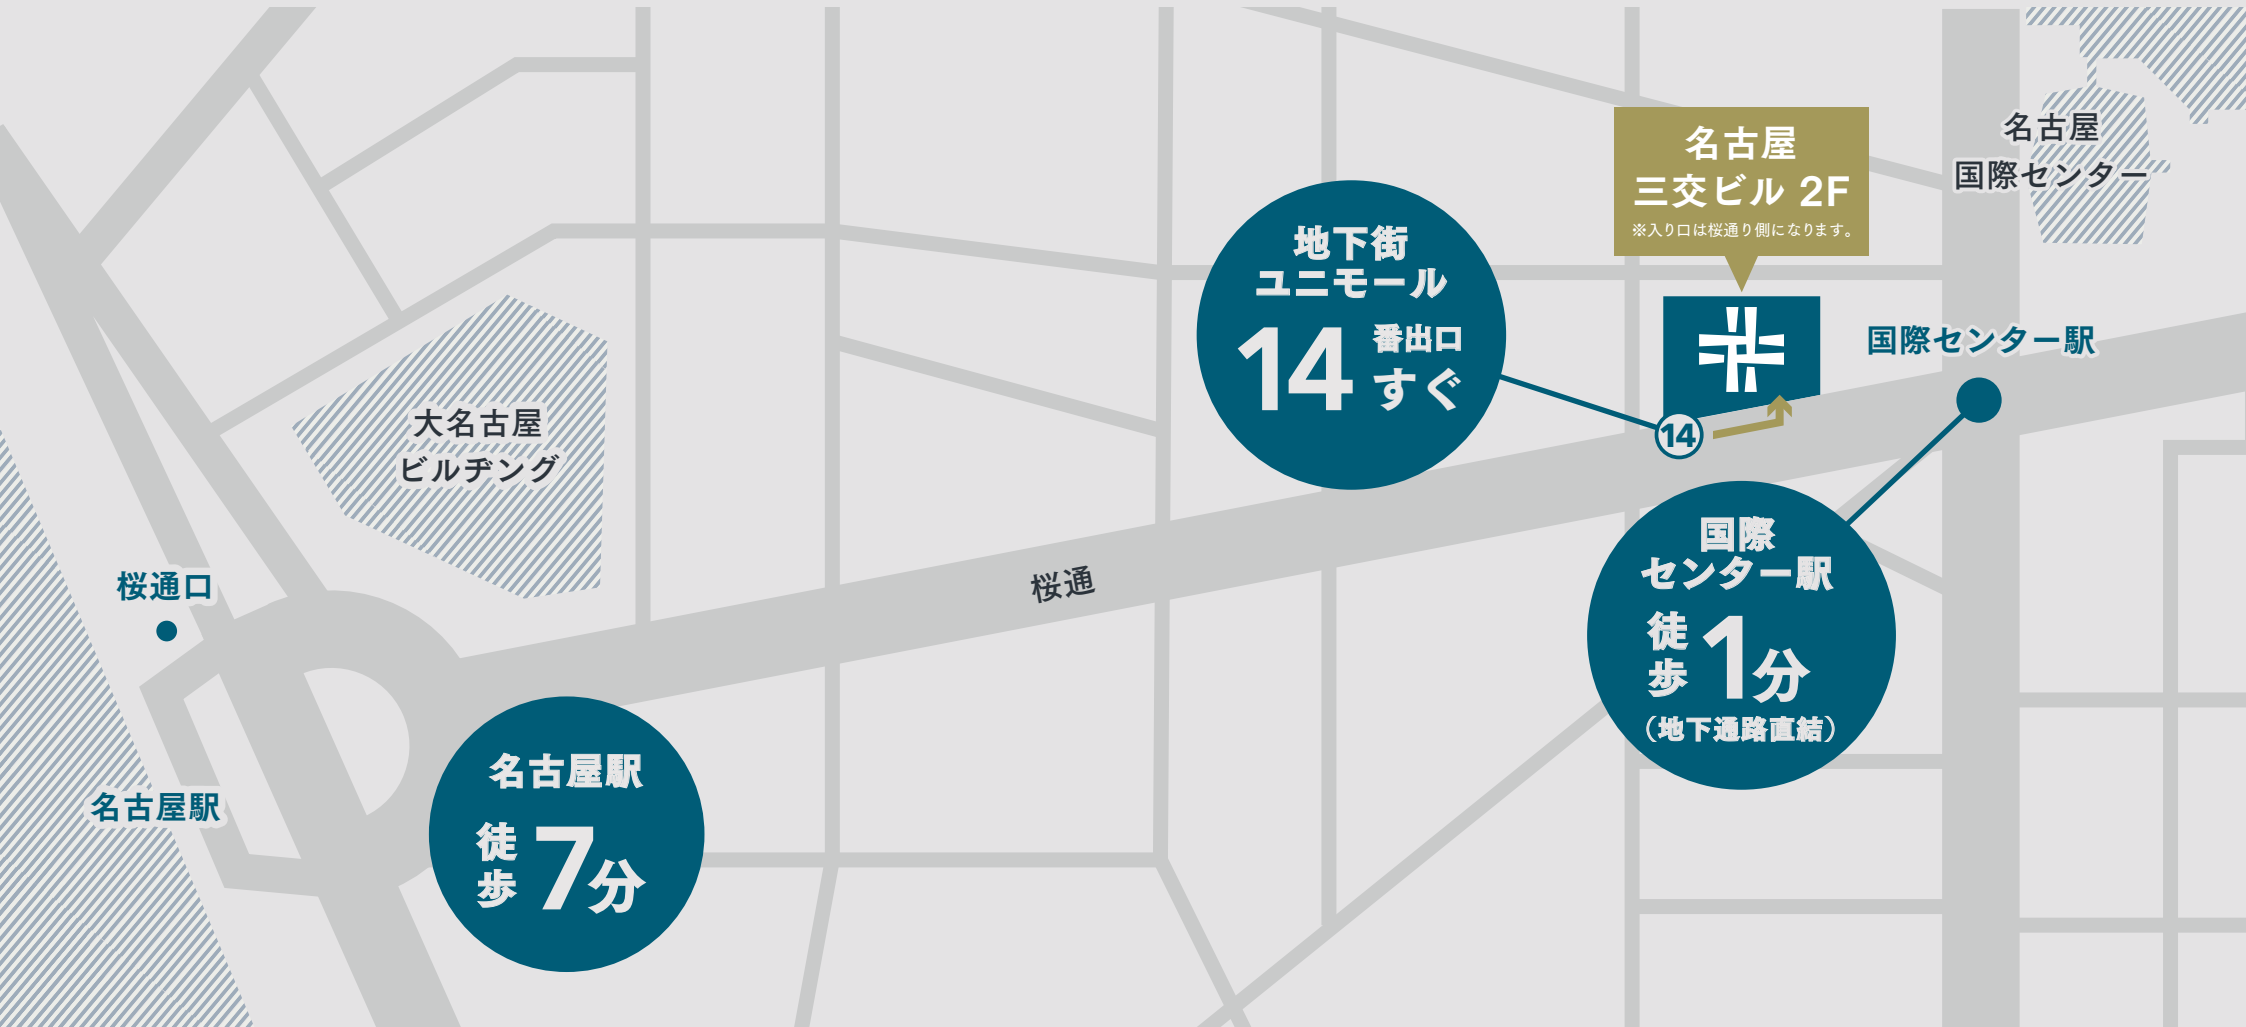 名古屋
三交ビル 2F
※入り口は桜通り側になります。
名古屋
国際センター
地下街
ユニモール
14 番出口
すぐ
国際センター駅
14
大名古屋
ビルヂング
桜通
国際
センター駅
徒歩 1分
（地下通路直結）
桜通口
名古屋駅
名古屋駅
徒歩 7分